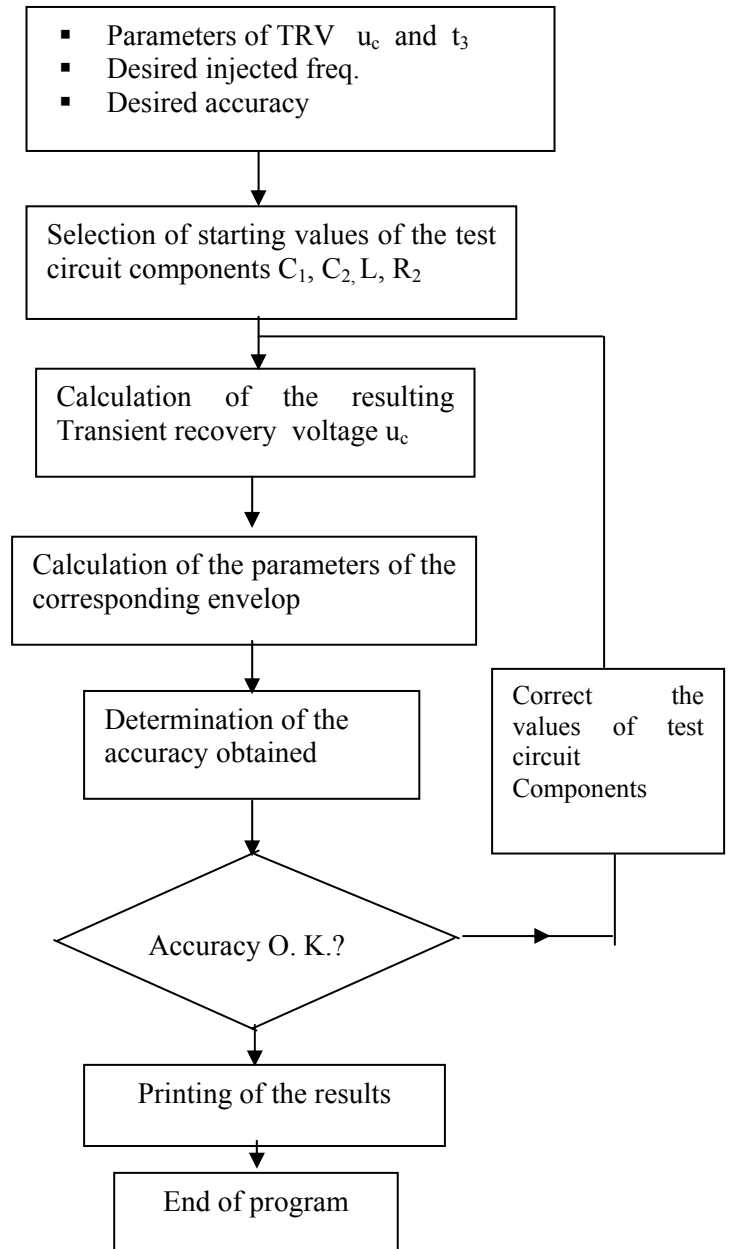 ▪ Parameters of TRV u_c and t_3
▪ Desired injected freq.
▪ Desired accuracy
Selection of starting values of the test
circuit components C_1, C_2, L, R_2
Calculation of the resulting
Transient recovery voltage u_c
Calculation of the parameters of the
corresponding envelop
Determination of the
accuracy obtained
Correct the
values of test
circuit
Components
Accuracy O. K.?
Printing of the results
End of program